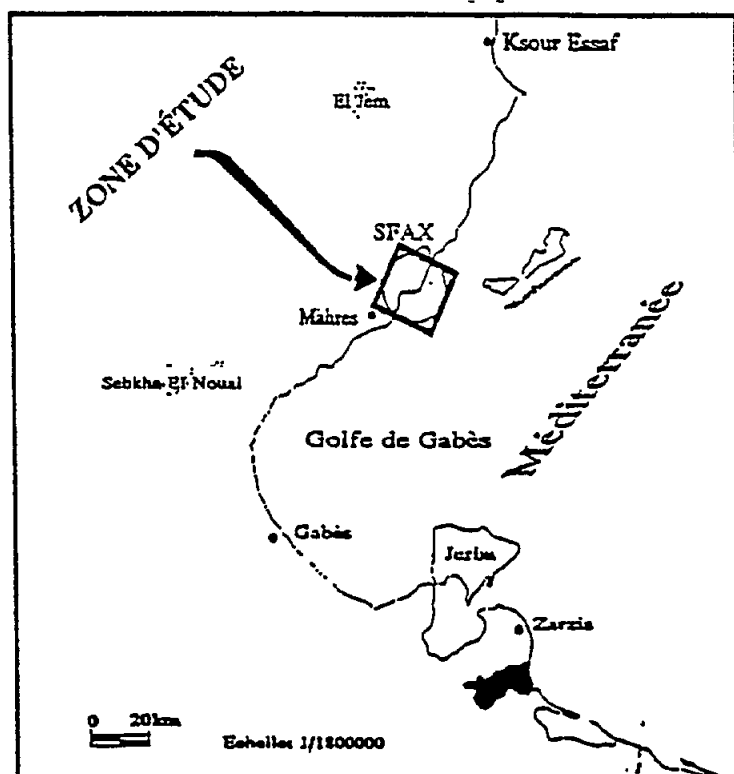 Ksour Essaf
El Jem
ZONE D'ÉTUDE
SFAX
Mahres
Sebkha El Noual
Méditerranée
Golfe de Gabès
Gabès
Jerba
Zarzis
0 20km
Echelle: 1/1800000